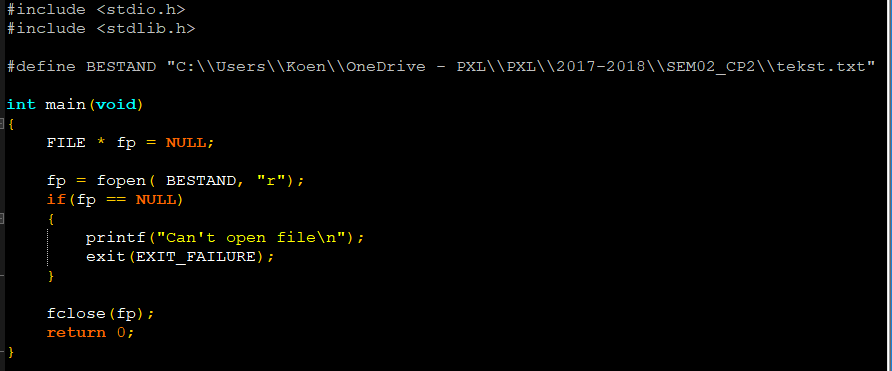 #include <stdio.h>
#include <stdlib.h>
#define BESTAND "C:\\Users\\Koen\\OneDrive - PXL\\PXL\\2017-2018\\SEM02_CP2\\tekst.txt"
int main(void)
{
FILE * fp = NULL;
fp = fopen( BESTAND, "r");
if(fp == NULL)
{
printf("Can't open file\n");
exit(EXIT_FAILURE);
}
fclose(fp);
return 0;
}